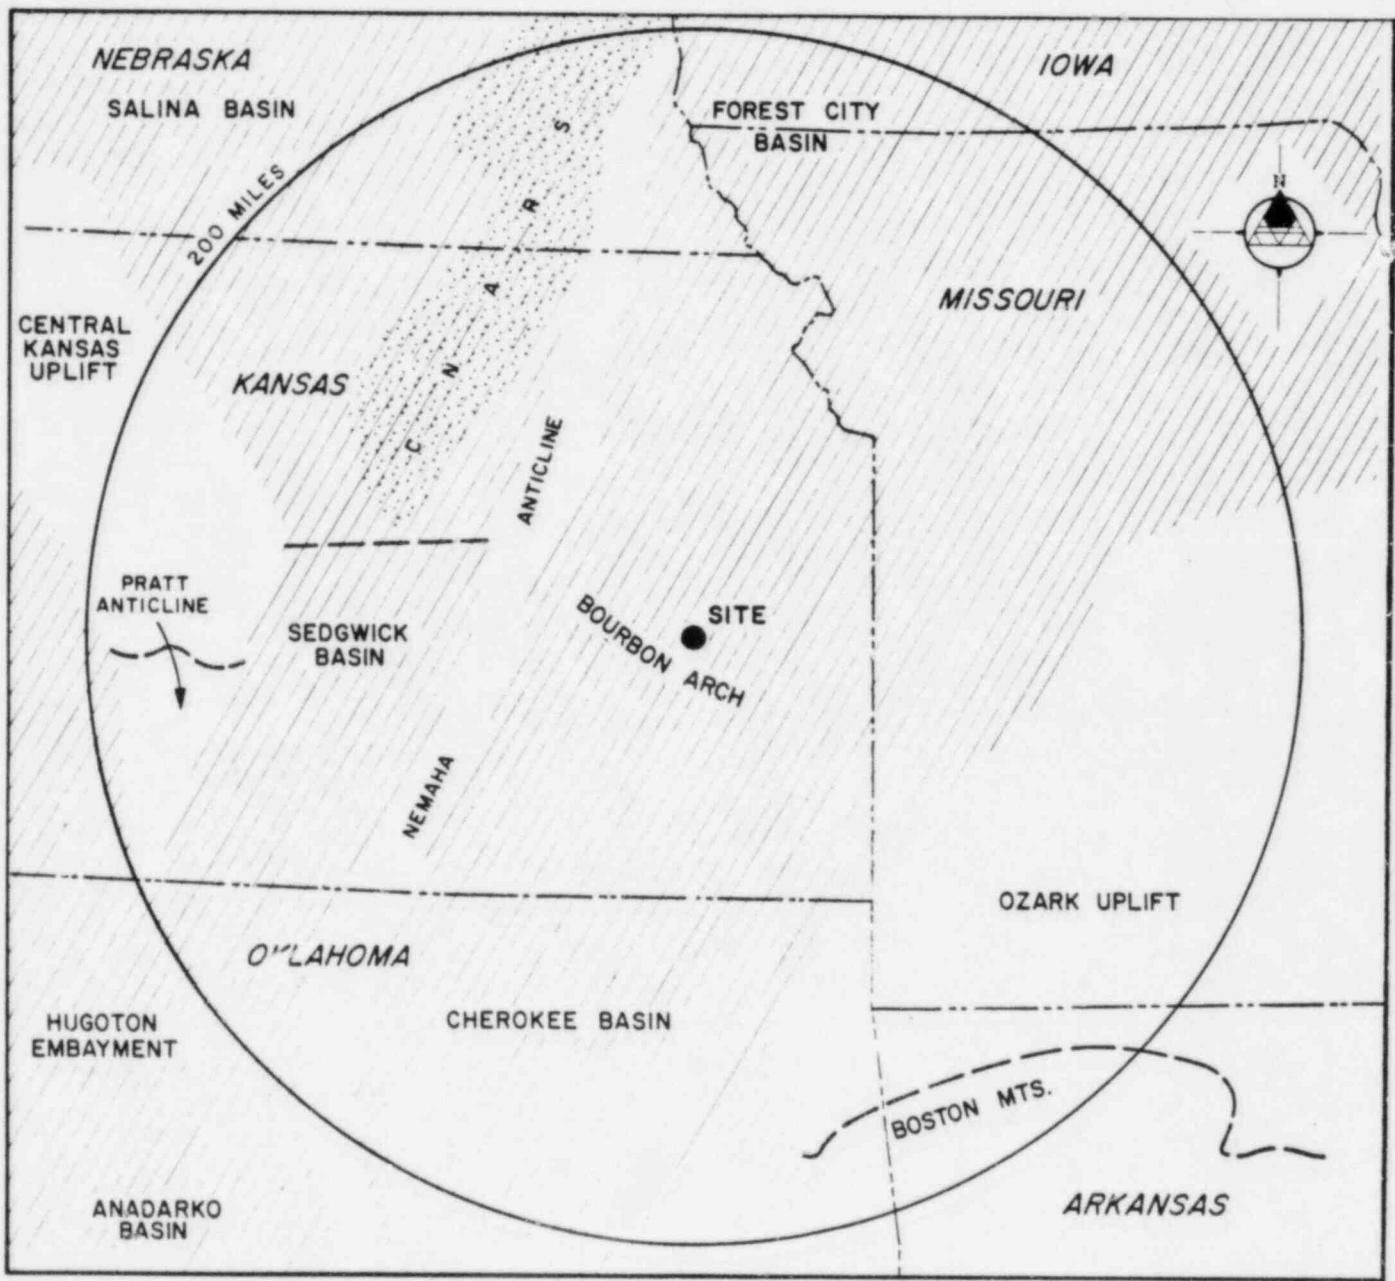 NEBRASKA
IOWA
SALINA BASIN
FOREST CITY
BASIN
200 MILES
N
MISSOURI
CENTRAL
KANSAS
UPLIFT
KANSAS
C N A R S
ANTICLINE
PRATT
ANTICLINE
SEDGWICK
BASIN
SITE
BOURBON ARCH
NEMAHA
OZARK UPLIFT
OKLAHOMA
HUGOTON
EMBAYMENT
CHEROKEE BASIN
BOSTON MTS.
ANADARKO
BASIN
ARKANSAS